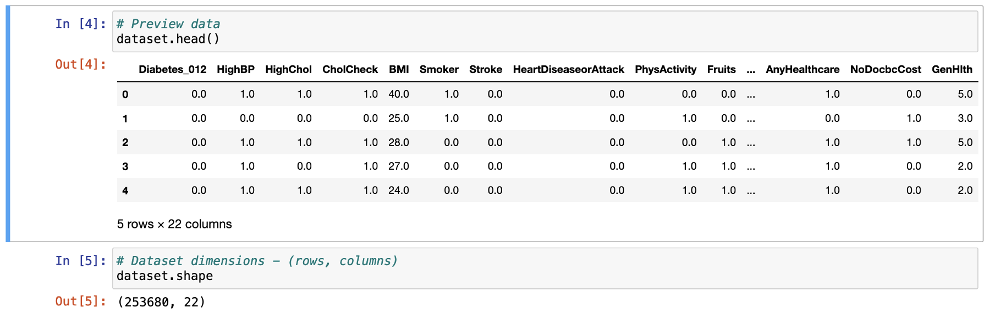 In [4]: # Preview data
dataset.head()
Out[4]:
Diabetes_012 HighBP HighChol CholCheck BMI Smoker Stroke HeartDiseaseorAttack PhysActivity Fruits ... AnyHealthcare NoDocbcCost GenHlth
0 0.0 1.0 1.0 1.0 40.0 1.0 0.0 0.0 0.0 0.0 ... 1.0 0.0 5.0
1 0.0 0.0 0.0 0.0 25.0 1.0 0.0 0.0 1.0 0.0 ... 0.0 1.0 3.0
2 0.0 1.0 1.0 1.0 28.0 0.0 0.0 0.0 0.0 1.0 ... 1.0 1.0 5.0
3 0.0 1.0 0.0 1.0 27.0 0.0 0.0 0.0 1.0 1.0 ... 1.0 0.0 2.0
4 0.0 1.0 1.0 1.0 24.0 0.0 0.0 0.0 1.0 1.0 ... 1.0 0.0 2.0
5 rows × 22 columns
In [5]: # Dataset dimensions – (rows, columns)
dataset.shape
Out[5]: (253680, 22)